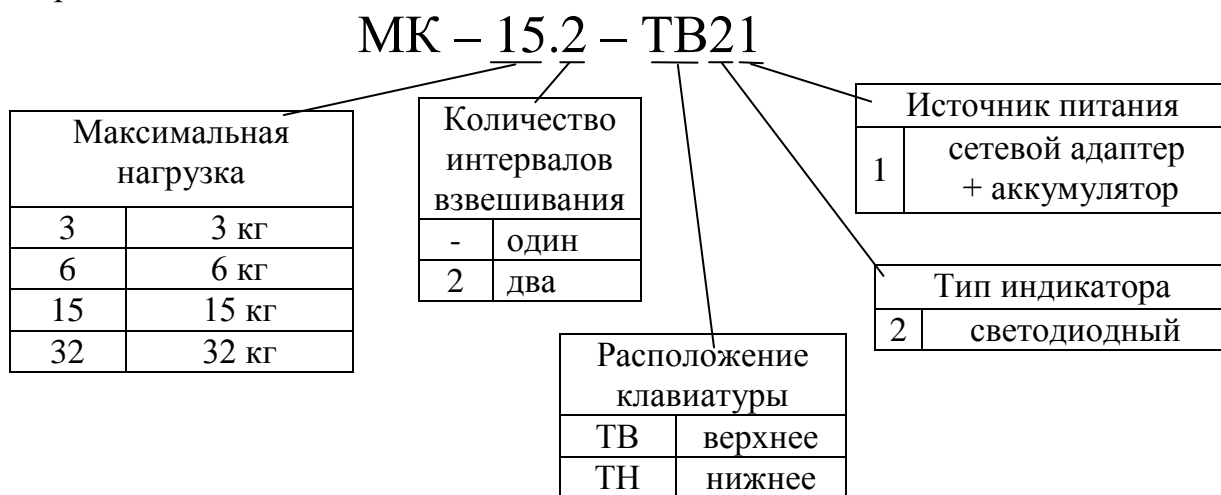 МК – 15.2 – ТВ21
Максимальная
нагрузка
3 3 кг
6 6 кг
15 15 кг
32 32 кг
Количество
интервалов
взвешивания
- один
2 два
Расположение
клавиатуры
ТВ верхнее
ТН нижнее
Источник питания
1 сетевой адаптер
+ аккумулятор
Тип индикатора
2 светодиодный